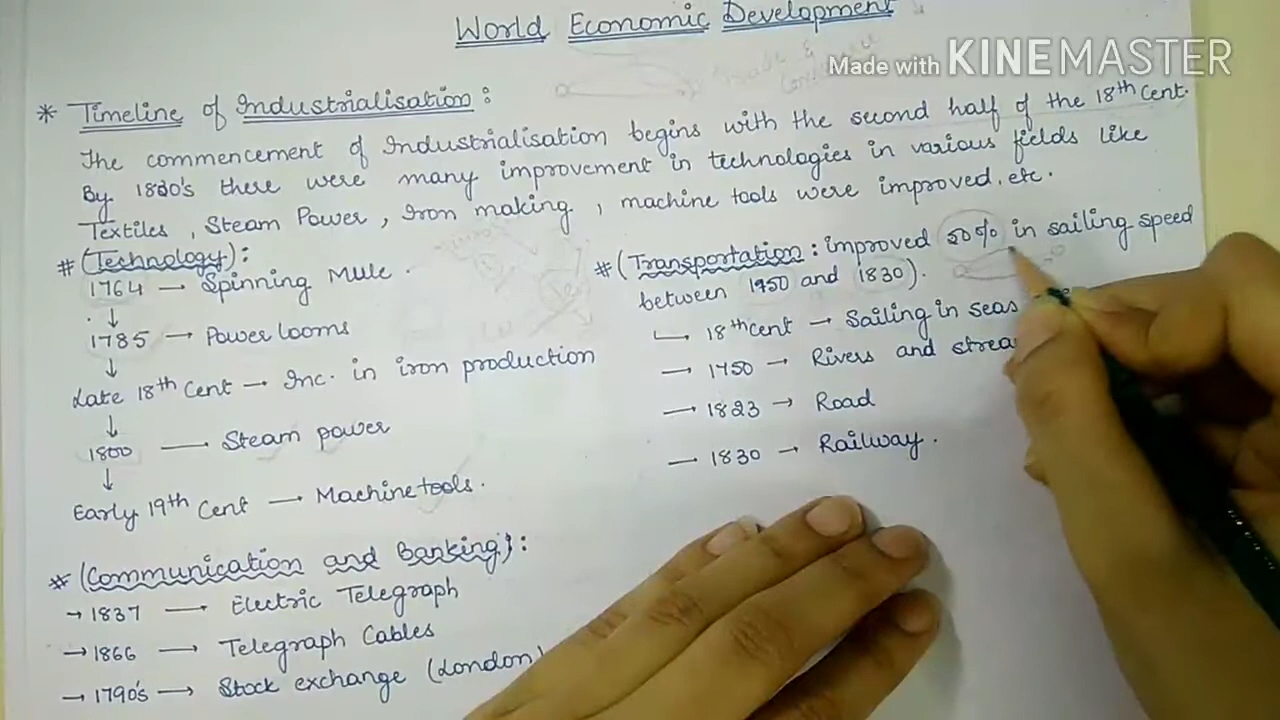 World Economic Development
Made with KINEMASTER
* Timeline of Industrialisation :
The commencement of Industrialisation begins with the second half of the 18th Cent.
By 1830's there were many improvement in technologies in various fields like
Textiles , Steam Power , Iron making , machine tools were improved. etc.
# (Technology) :
1764 → Spinning Mule .
↓
1785 → Power looms
↓
Late 18th Cent — Inc. in iron production
↓
1800 — Steam power
↓
Early 19th Cent — Machine tools.
# (Transportation : improved 50% in sailing speed
between 1750 and 1830).
18th Cent → Sailing in seas
— 1750 → Rivers and
— 1823 → Road
— 1830 → Railway .
# (Communication and Banking) :
→ 1837 — Electric Telegraph
→ 1866 — Telegraph Cables
→ 1790's → Stock exchange (London)